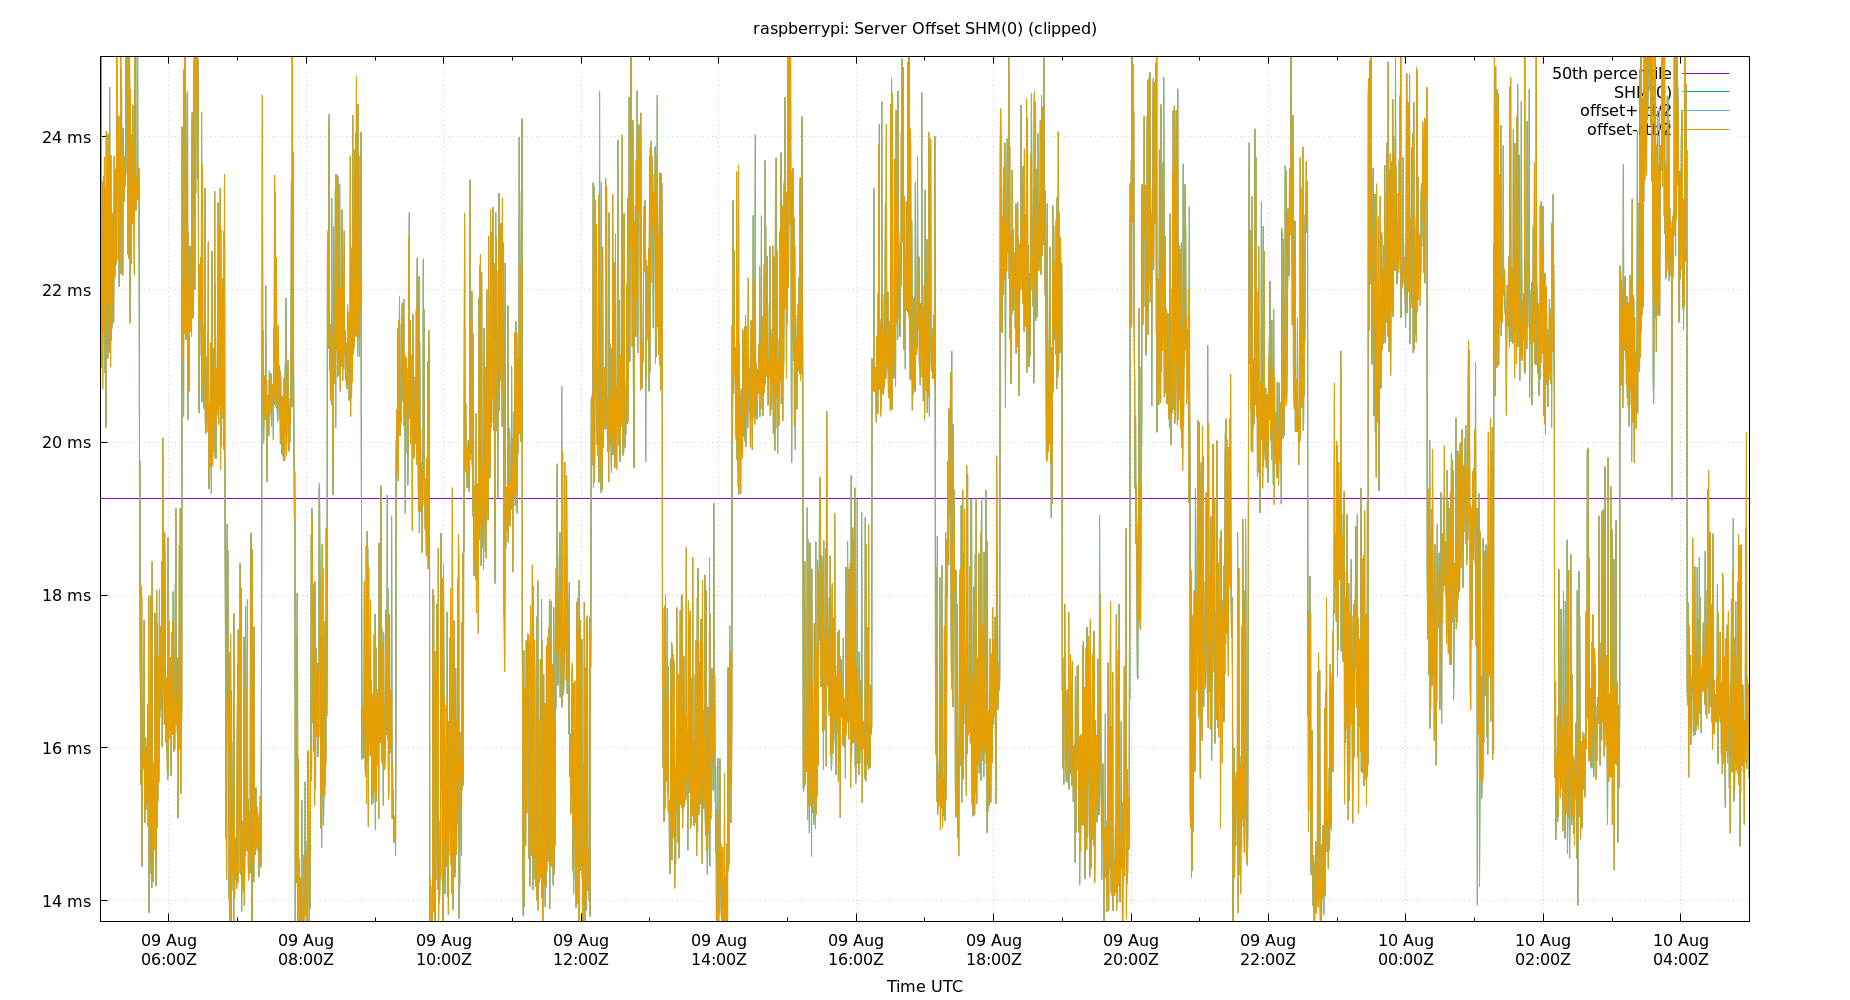 raspberrypi: Server Offset SHM(0) (clipped)
24 ms
22 ms
20 ms
18 ms
16 ms
14 ms
50th percentile
SHM(0)
offset+rtt/2
offset-rtt/2
09 Aug 09 Aug 09 Aug 09 Aug 09 Aug 09 Aug 09 Aug 09 Aug 09 Aug 10 Aug 10 Aug 10 Aug
06:00Z 08:00Z 10:00Z 12:00Z 14:00Z 16:00Z 18:00Z 20:00Z 22:00Z 00:00Z 02:00Z 04:00Z
Time UTC